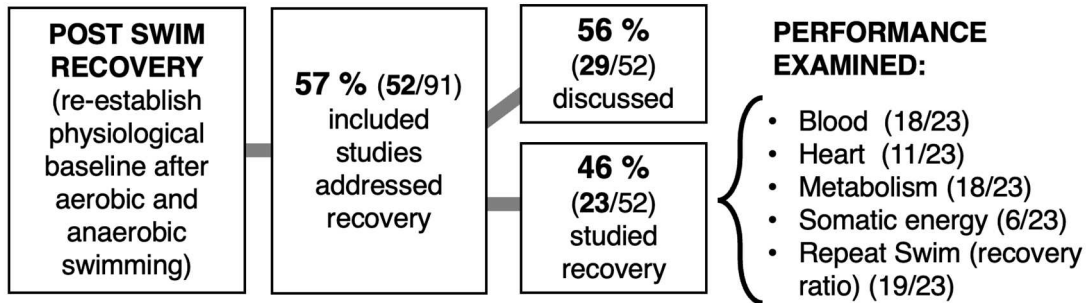 POST SWIM
RECOVERY
(re-establish
physiological
baseline after
aerobic and
anaerobic
swimming)
57 % (52/91)
included
studies
addressed
recovery
56 %
(29/52)
discussed
46 %
(23/52)
studied
recovery
PERFORMANCE
EXAMINED:
• Blood (18/23)
• Heart (11/23)
• Metabolism (18/23)
• Somatic energy (6/23)
• Repeat Swim (recovery
ratio) (19/23)